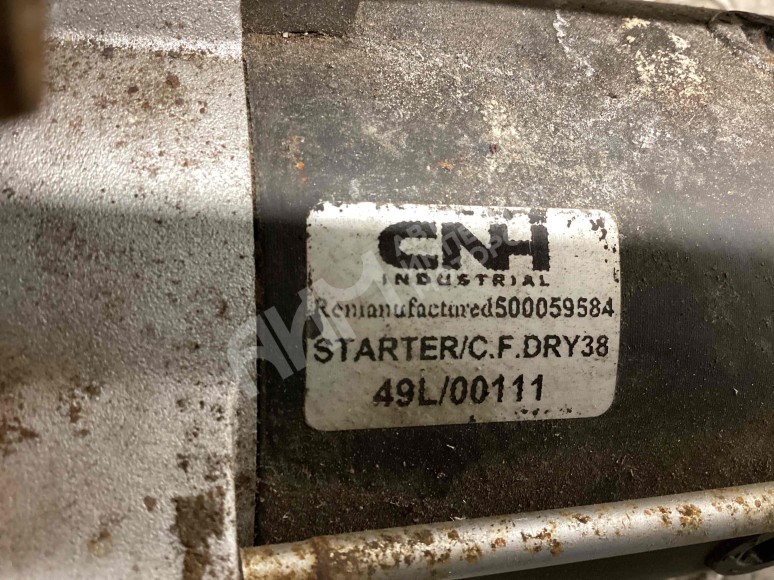 CNH
INDUSTRIAL
Remanufactured500059584
STARTER/C.F.DRY38
49L/00111